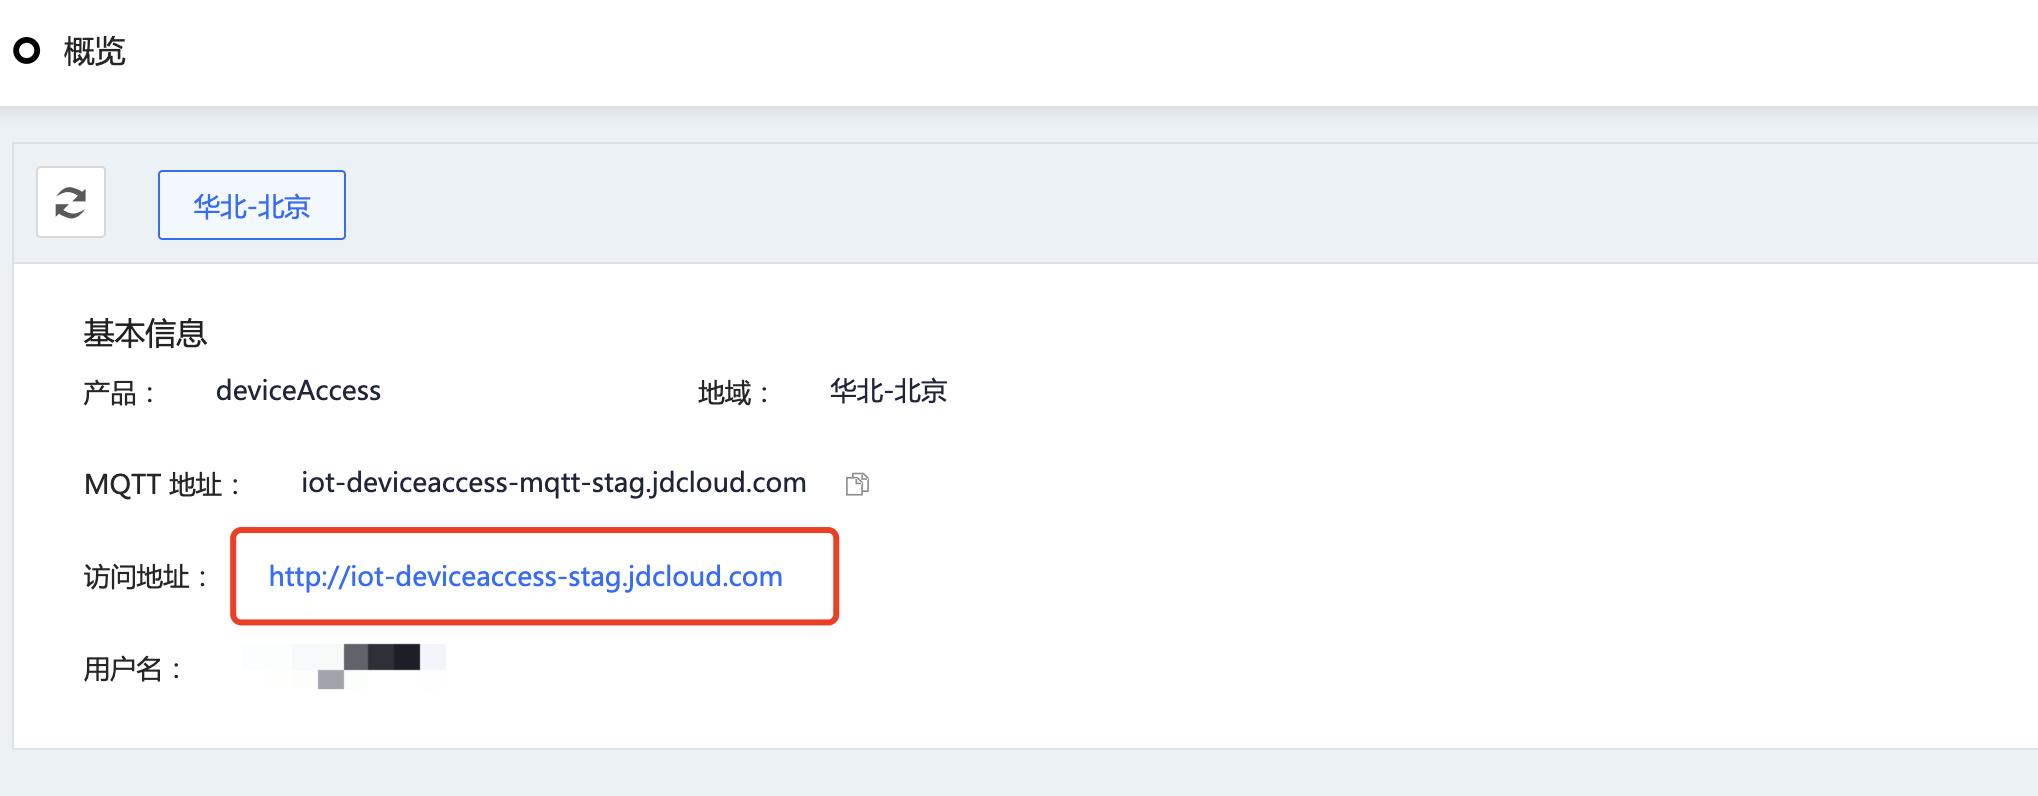 概览
华北-北京
基本信息
产品： deviceAccess 地域： 华北-北京
MQTT 地址： iot-deviceaccess-mqtt-stag.jdcloud.com
访问地址： http://iot-deviceaccess-stag.jdcloud.com
用户名：